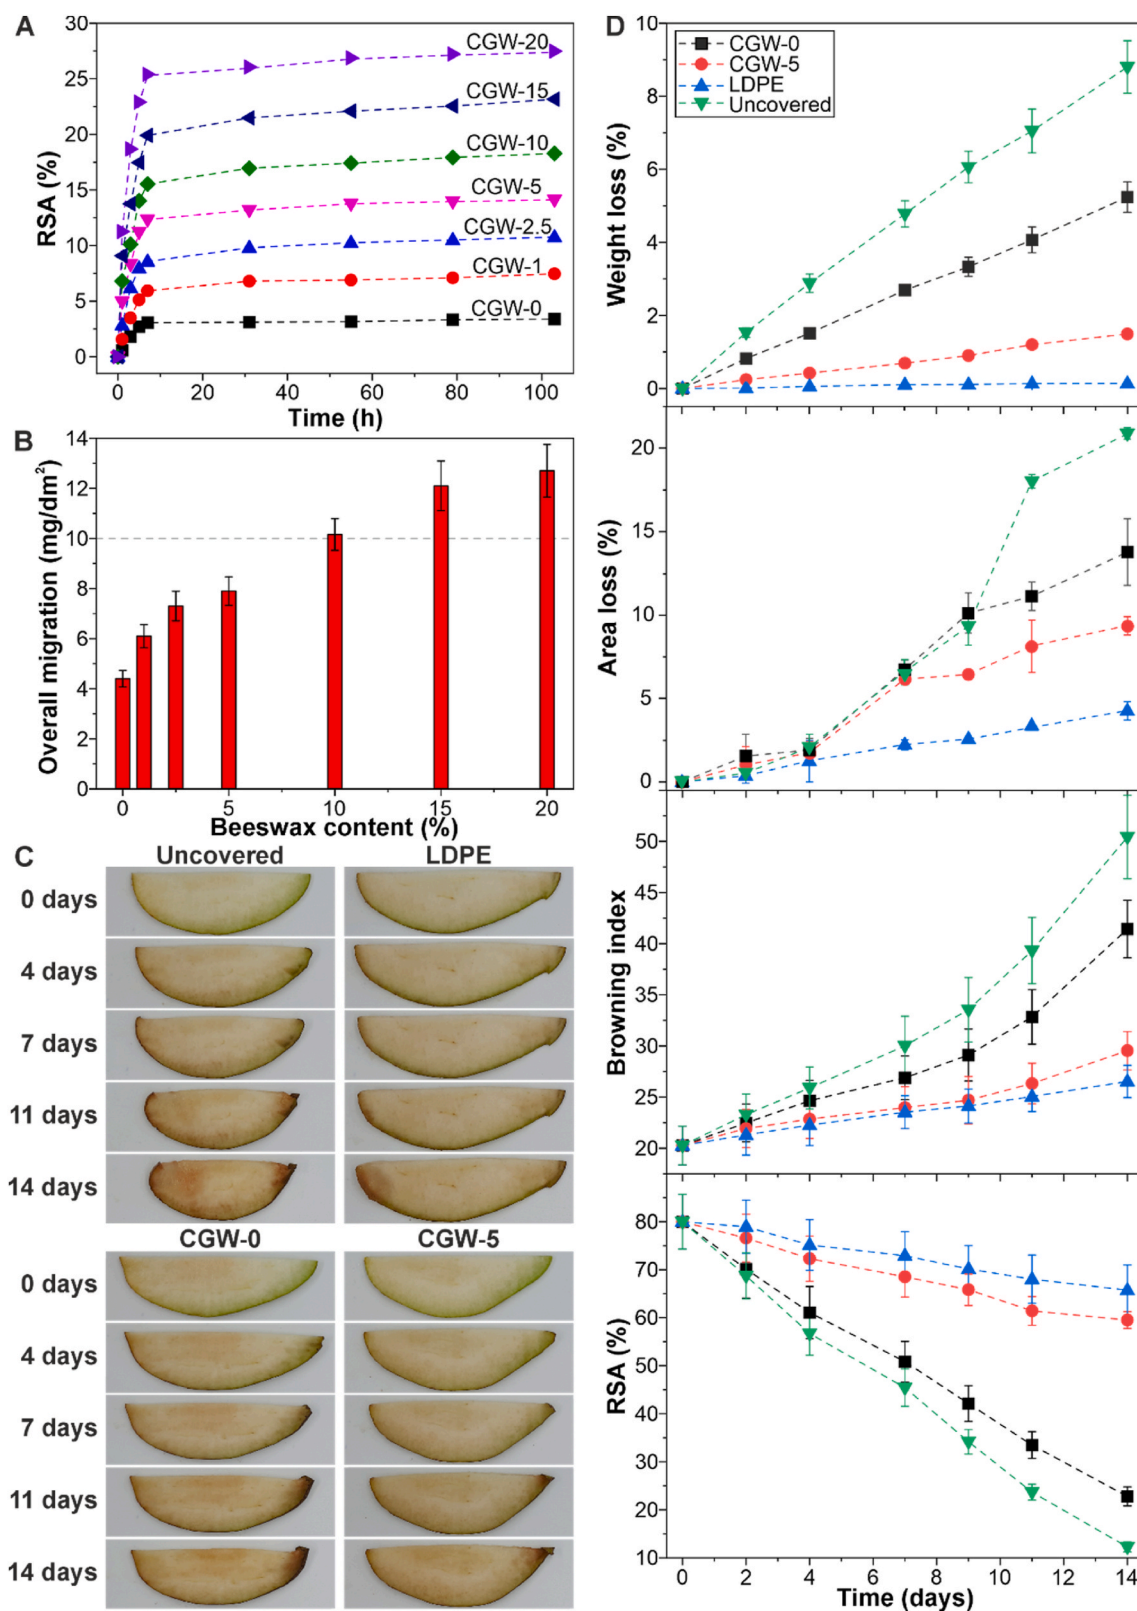 A
RSA (%)
30
25
20
15
10
5
0
CGW-20
CGW-15
CGW-10
CGW-5
CGW-2.5
CGW-1
CGW-0
0 20 40 60 80 100
Time (h)
B
Overall migration (mg/dm²)
14
12
10
8
6
4
2
0
0 5 10 15 20
Beeswax content (%)
C
Uncovered LDPE
0 days
4 days
7 days
11 days
14 days
CGW-0 CGW-5
0 days
4 days
7 days
11 days
14 days
D
CGW-0
CGW-5
LDPE
Uncovered
Weight loss (%)
10
8
6
4
2
0
Area loss (%)
20
15
10
5
0
Browning index
50
45
40
35
30
25
20
RSA (%)
80
70
60
50
40
30
20
10
0 2 4 6 8 10 12 14
Time (days)